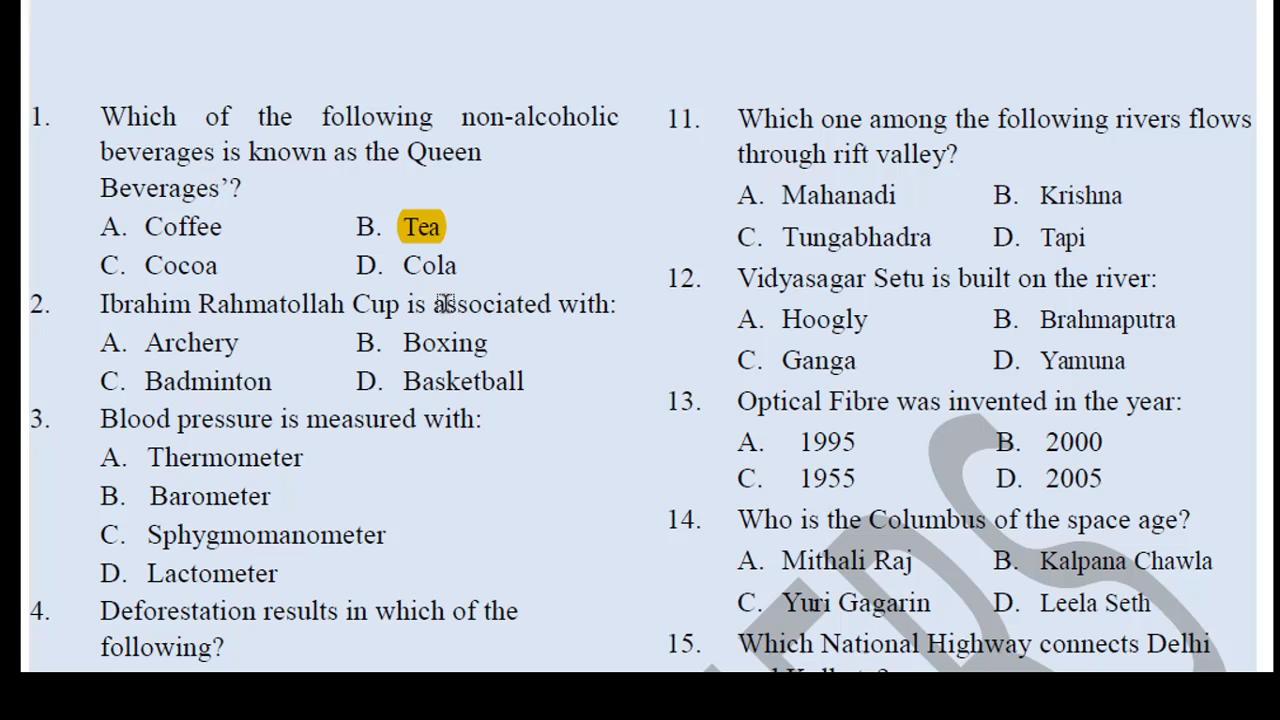 1. Which of the following non-alcoholic
beverages is known as the Queen
Beverages’?
A. Coffee B. Tea
C. Cocoa D. Cola
2. Ibrahim Rahmatollah Cup is associated with:
A. Archery B. Boxing
C. Badminton D. Basketball
3. Blood pressure is measured with:
A. Thermometer
B. Barometer
C. Sphygmomanometer
D. Lactometer
4. Deforestation results in which of the
following?
11. Which one among the following rivers flows
through rift valley?
A. Mahanadi B. Krishna
C. Tungabhadra D. Tapi
12. Vidyasagar Setu is built on the river:
A. Hoogly B. Brahmaputra
C. Ganga D. Yamuna
13. Optical Fibre was invented in the year:
A. 1995 B. 2000
C. 1955 D. 2005
14. Who is the Columbus of the space age?
A. Mithali Raj B. Kalpana Chawla
C. Yuri Gagarin D. Leela Seth
15. Which National Highway connects Delhi